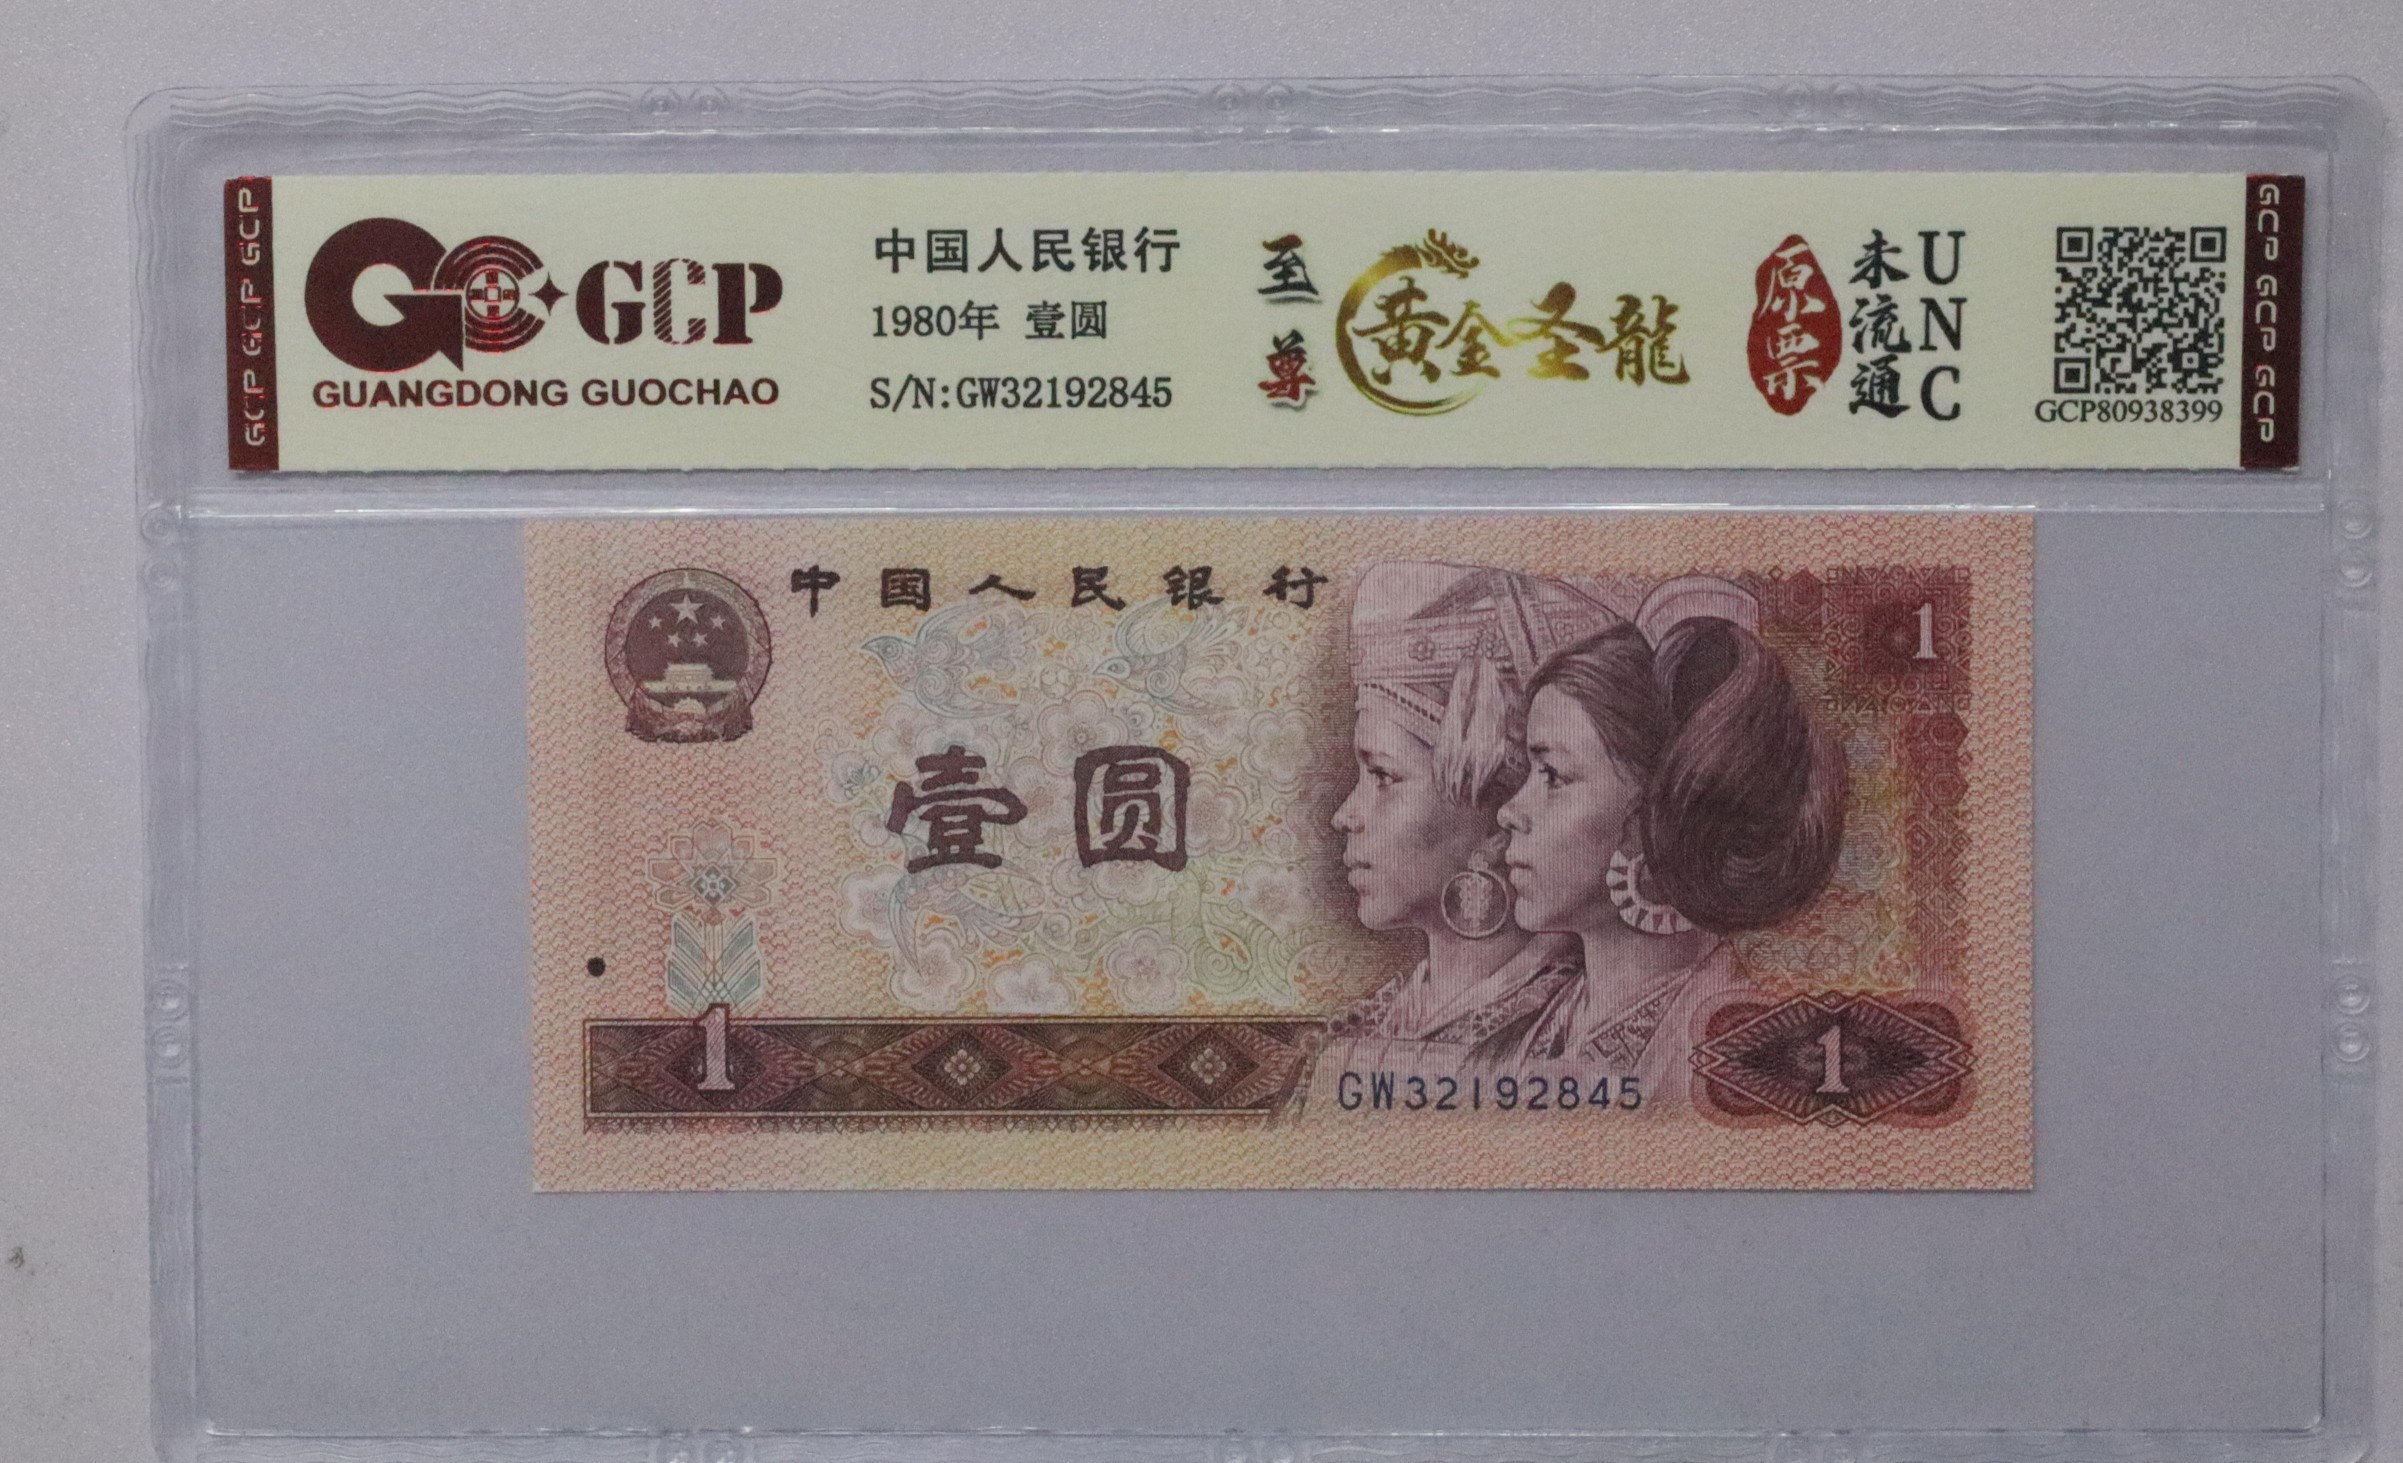 GCP GCP GCP
GCP
GUANGDONG GUOCHAO
中国人民银行
1980年 壹圆
S/N:GW32192845
至尊
黄金圣龍
原票
未流通
UNC
GCP80938399
GCP GCP GCP
中国人民银行
1
壹圆
1
GW32192845
1